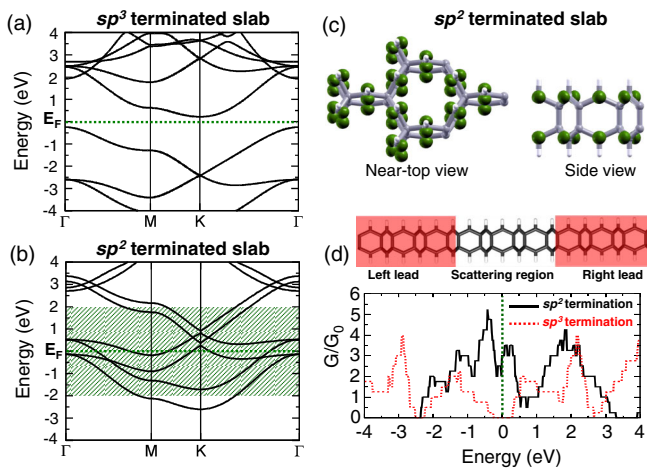 (a)
sp3 terminated slab
4
3
2
1
EF
-1
-2
-3
-4
Energy (eV)
Γ M K Γ
(b)
sp2 terminated slab
4
3
2
1
EF
-1
-2
-3
-4
Energy (eV)
Γ M K Γ
(c)
sp2 terminated slab
Near-top view
Side view
(d)
Left lead
Scattering region
Right lead
sp2 termination
sp3 termination
G/G0
6
5
4
3
2
1
0
-4 -3 -2 -1 0 1 2 3 4
Energy (eV)